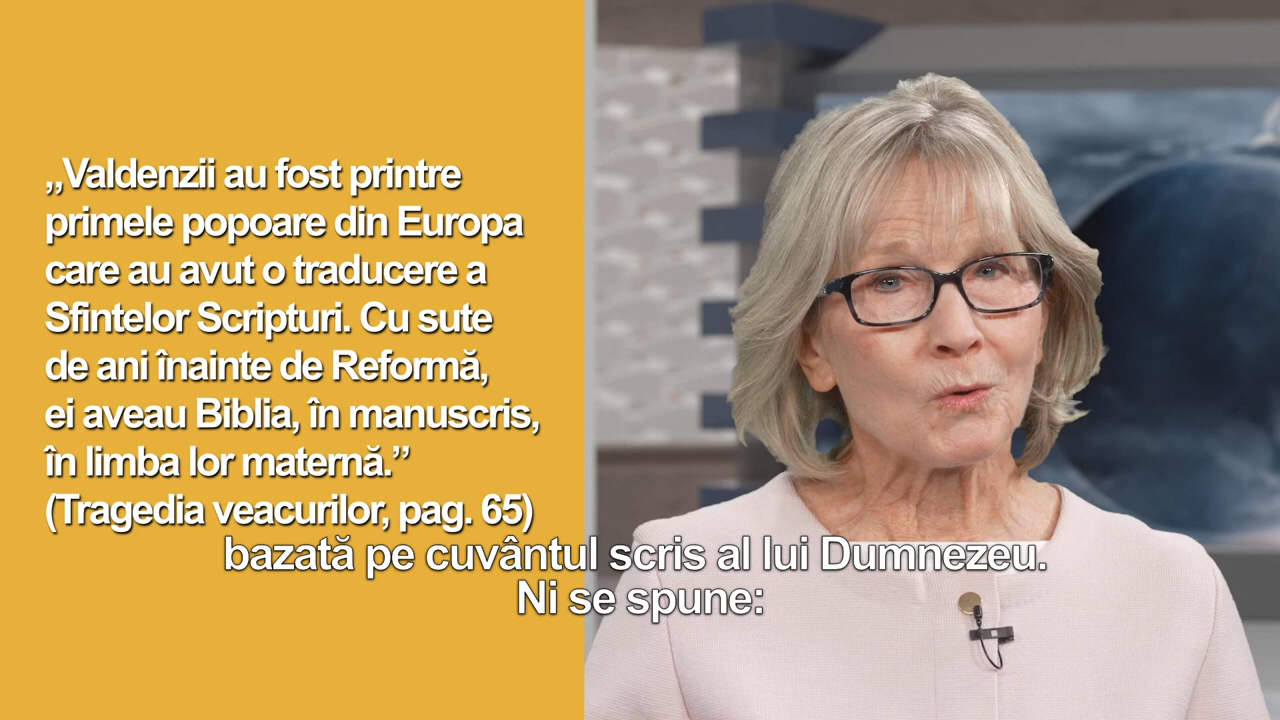 „Valdenzii au fost printre
primele popoare din Europa
care au avut o traducere a
Sfintelor Scripturi. Cu sute
de ani înainte de Reformă,
ei aveau Biblia, în manuscris,
în limba lor maternă.”
(Tragedia veacurilor, pag. 65)
bazată pe cuvântul scris al lui Dumnezeu.
Ni se spune: